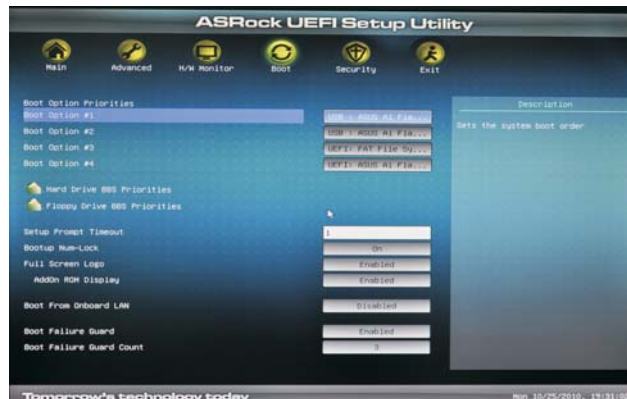 ASRock UEFI Setup Utility
Main Advanced H/W Monitor Boot Security Exit
Boot Option Priorities
Boot Option #1 USB : ASUS A1 Fla...
Boot Option #2 USB : ASUS A1 Fla...
Boot Option #3 UEFI: FAT File Sy...
Boot Option #4 UEFI: ASUS A1 Fla...
Hard Drive BBS Priorities
Floppy Drive BBS Priorities
Setup Prompt Timeout 1
Bootup Num-Lock On
Full Screen Logo Enabled
AddOn ROM Display Enabled
Boot From Onboard LAN Disabled
Boot Failure Guard Enabled
Boot Failure Guard Count 3
Description
Sets the system boot order
Tomorrow's technology today
Mon 10/25/2010, 19:31:02